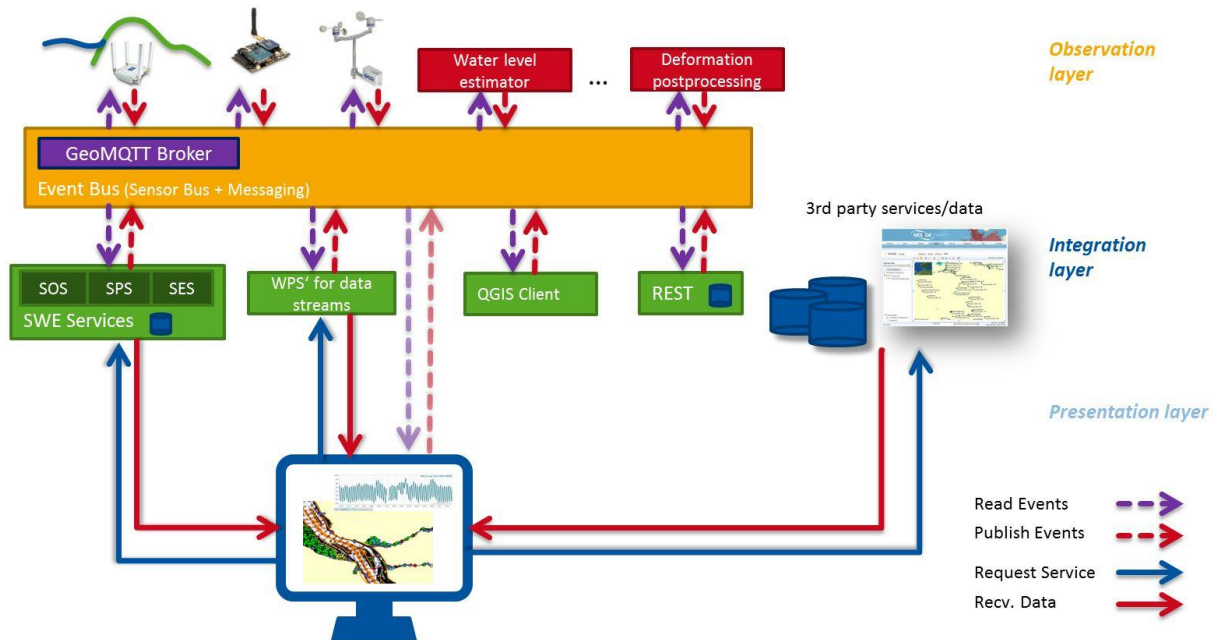 Water level
estimator
...
Deformation
postprocessing
Observation
layer
GeoMQTT Broker
Event Bus (Sensor Bus + Messaging)
3rd party services/data
Integration
layer
SOS
SPS
SES
SWE Services
WPS' for data
streams
QGIS Client
REST
Presentation layer
Read Events
Publish Events
Request Service
Recv. Data